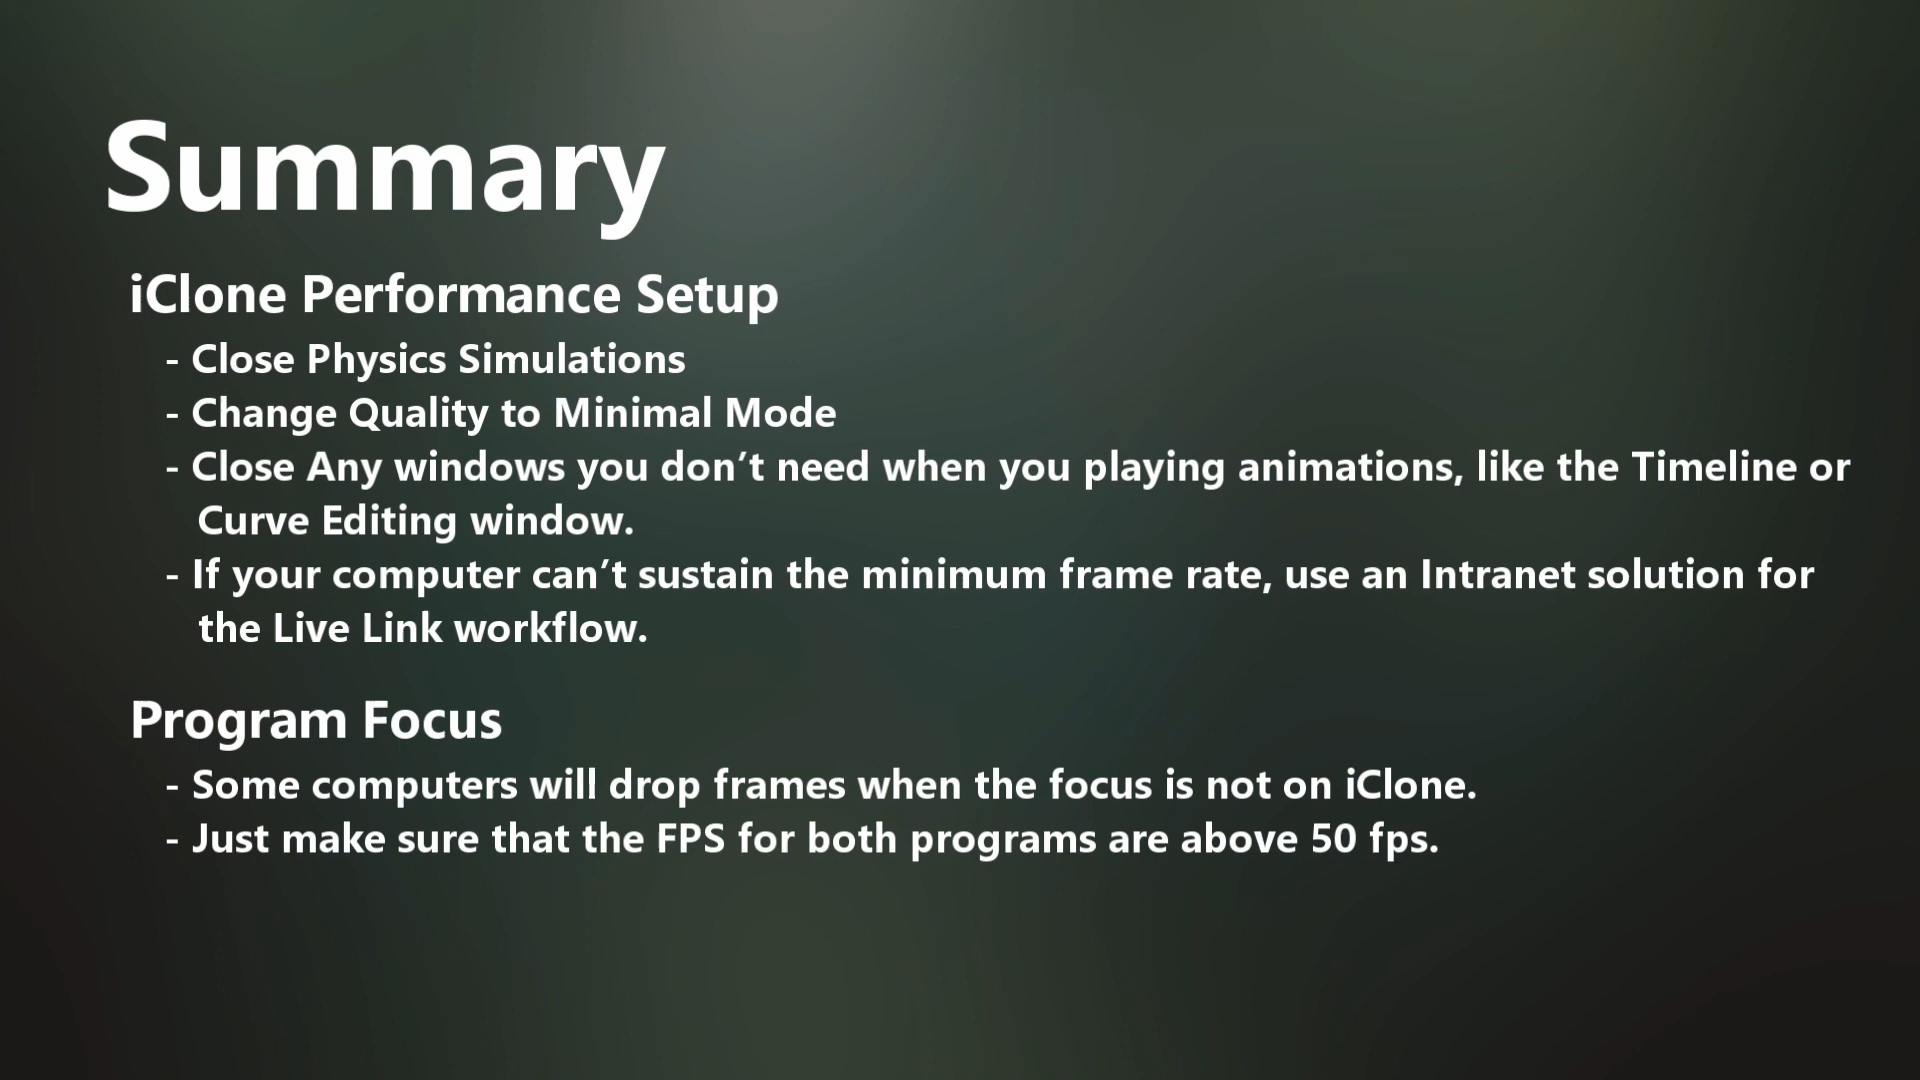 Summary
iClone Performance Setup
- Close Physics Simulations
- Change Quality to Minimal Mode
- Close Any windows you don’t need when you playing animations, like the Timeline or
Curve Editing window.
- If your computer can’t sustain the minimum frame rate, use an Intranet solution for
the Live Link workflow.
Program Focus
- Some computers will drop frames when the focus is not on iClone.
- Just make sure that the FPS for both programs are above 50 fps.